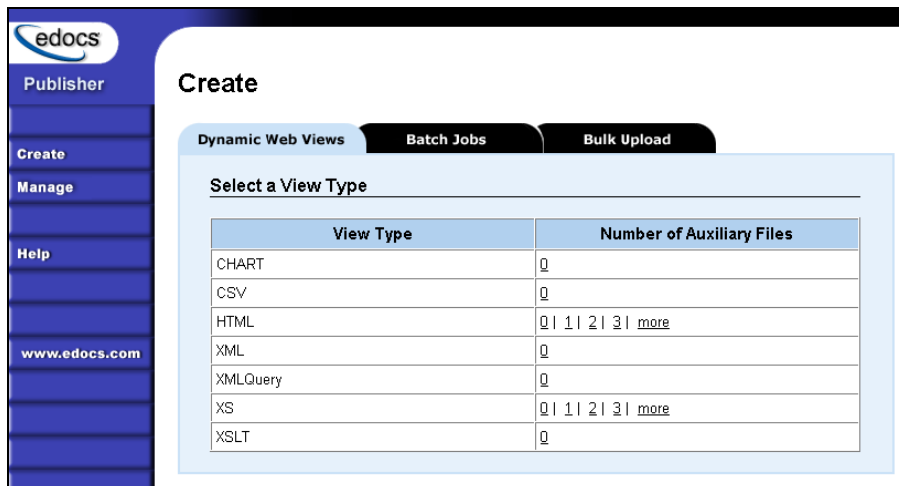 edocs
Publisher
Create
Manage
Help
www.edocs.com
Create
Dynamic Web Views Batch Jobs Bulk Upload
Select a View Type
View Type Number of Auxiliary Files
CHART 0
CSV 0
HTML 0 | 1 | 2 | 3 | more
XML 0
XMLQuery 0
XS 0 | 1 | 2 | 3 | more
XSLT 0